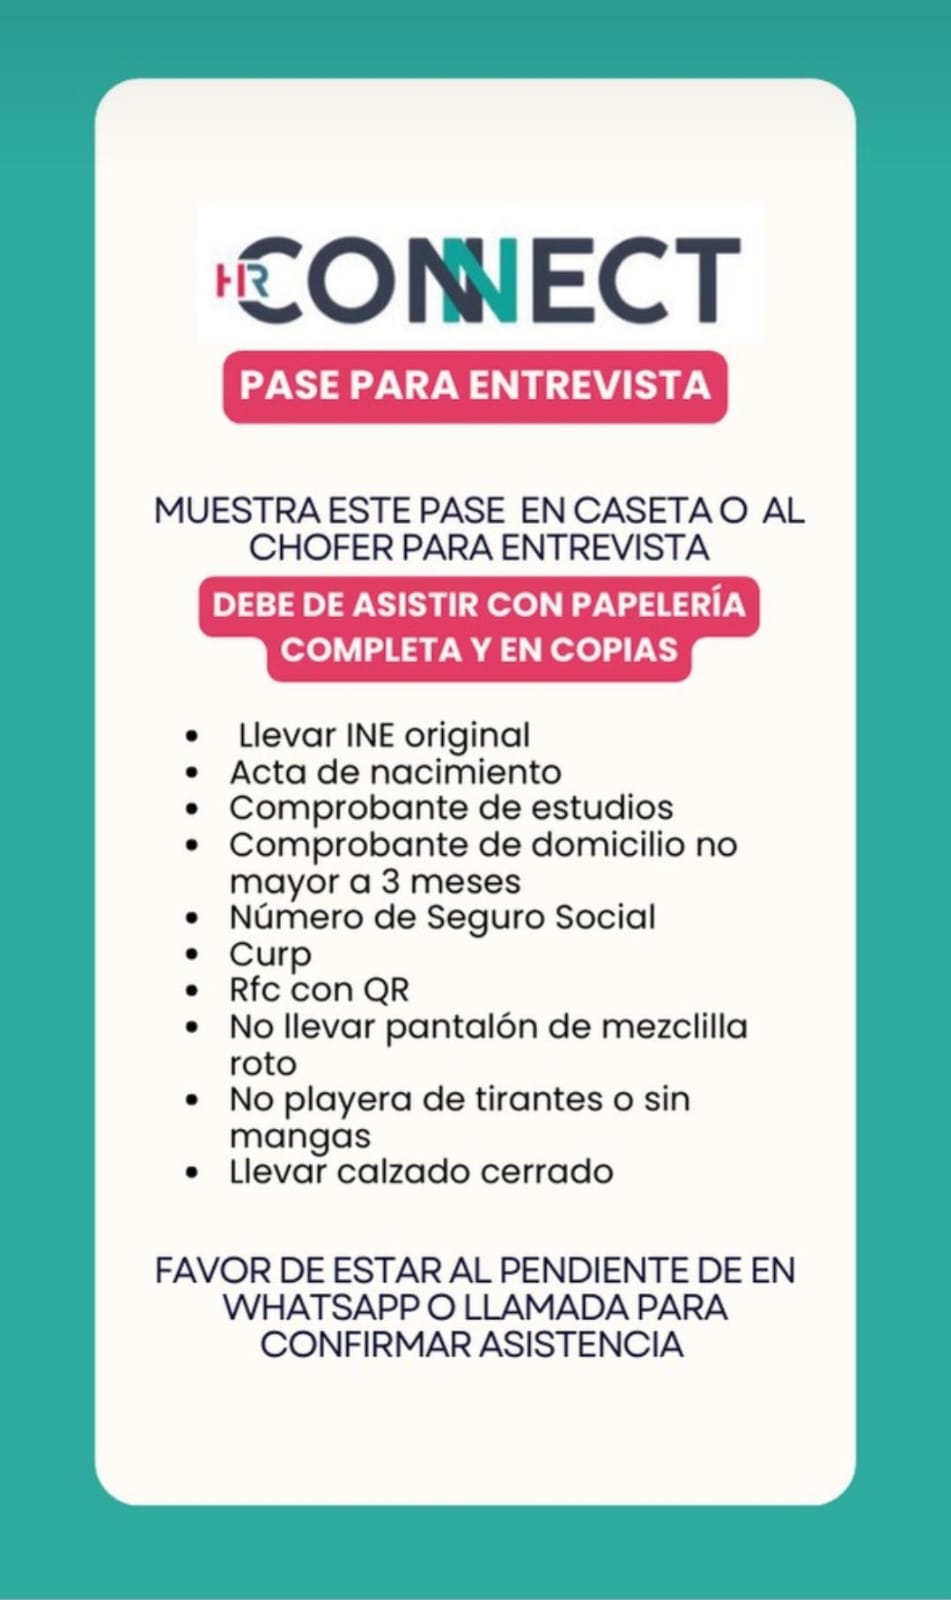 HR CONNECT
PASE PARA ENTREVISTA
MUESTRA ESTE PASE EN CASETA O AL
CHOFER PARA ENTREVISTA
DEBE DE ASISTIR CON PAPELERÍA
COMPLETA Y EN COPIAS
• Llevar INE original
• Acta de nacimiento
• Comprobante de estudios
• Comprobante de domicilio no
mayor a 3 meses
• Número de Seguro Social
• Curp
• Rfc con QR
• No llevar pantalón de mezclilla
roto
• No playera de tirantes o sin
mangas
• Llevar calzado cerrado
FAVOR DE ESTAR AL PENDIENTE DE EN
WHATSAPP O LLAMADA PARA
CONFIRMAR ASISTENCIA